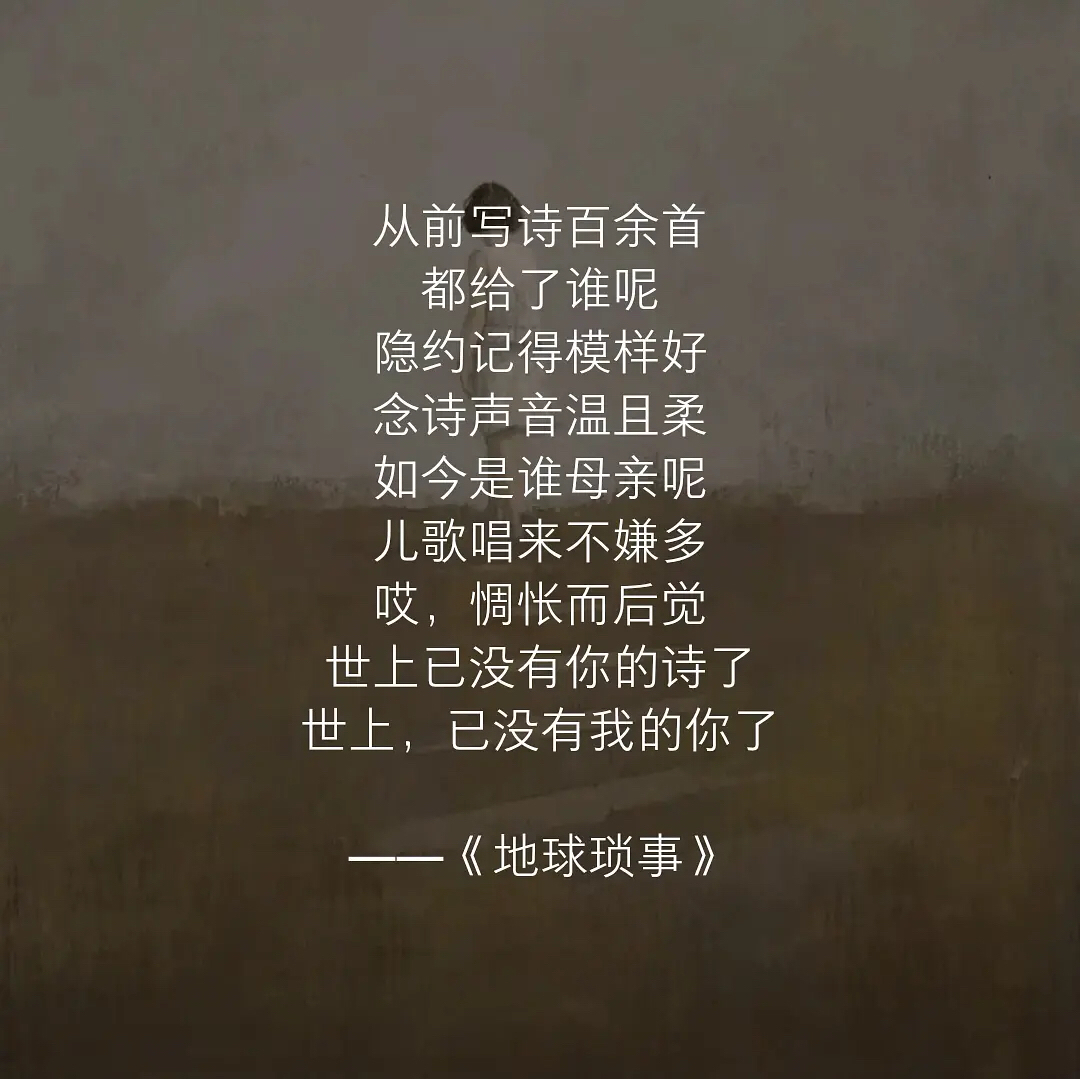 从前写诗百余首
都给了谁呢
隐约记得模样好
念诗声音温且柔
如今是谁母亲呢
儿歌唱来不嫌多
哎，惆怅而后觉
世上已没有你的诗了
世上，已没有我的你了
——《地球琐事》